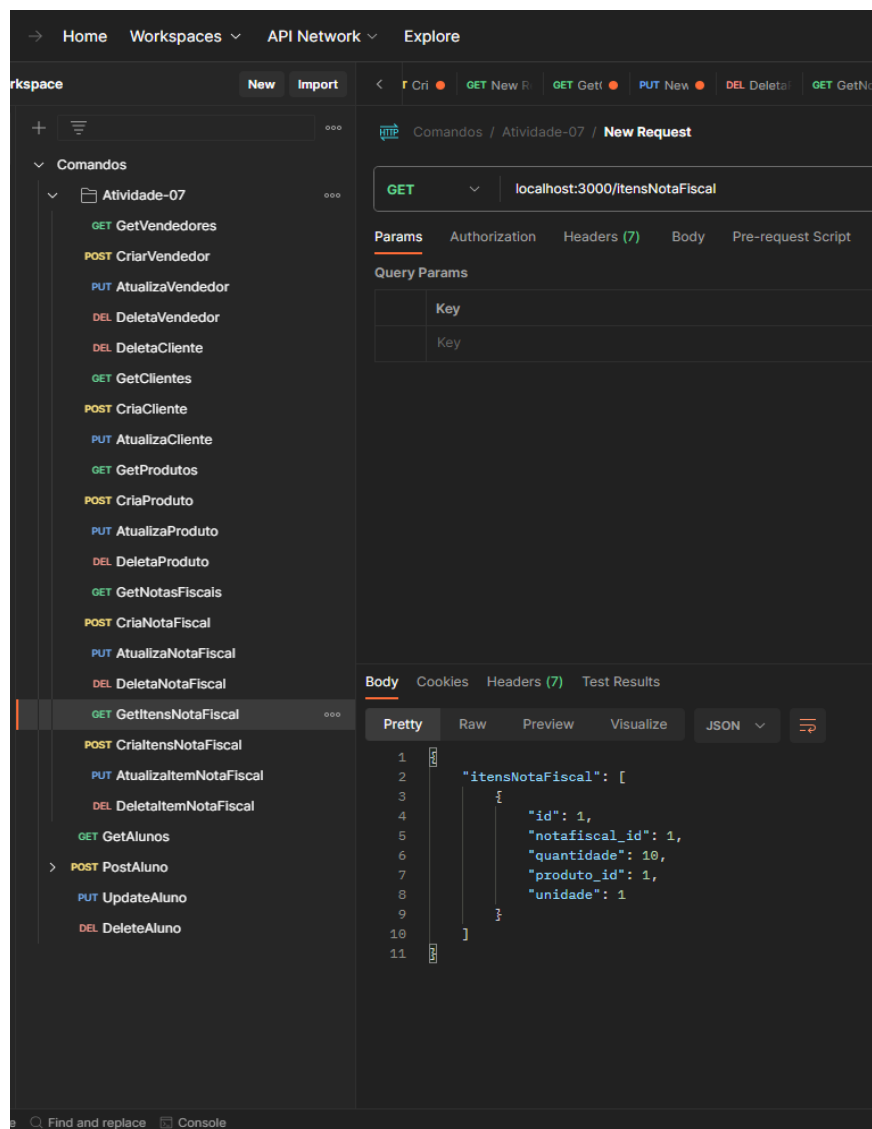 Home Workspaces API Network Explore
rkspace New Import
Cri GET New R GET Get( PUT New DEL Deleta GET GetNo
HTTP Comandos / Atividade-07 / New Request
Comandos
Atividade-07
GET GetVendedores
POST CriarVendedor
PUT AtualizaVendedor
DEL DeletaVendedor
DEL DeletaCliente
GET GetClientes
POST CriaCliente
PUT AtualizaCliente
GET GetProdutos
POST CriaProduto
PUT AtualizaProduto
DEL DeletaProduto
GET GetNotasFiscais
POST CriaNotaFiscal
PUT AtualizaNotaFiscal
DEL DeletaNotaFiscal
GET GetItensNotaFiscal
POST CriaItensNotaFiscal
PUT AtualizaItemNotaFiscal
DEL DeletaItemNotaFiscal
GET GetAlunos
POST PostAluno
PUT UpdateAluno
DEL DeleteAluno
GET localhost:3000/itensNotaFiscal
Params Authorization Headers (7) Body Pre-request Script
Query Params
Key
Key
Body Cookies Headers (7) Test Results
Pretty Raw Preview Visualize JSON
1 {
2 "itensNotaFiscal": [
3 {
4 "id": 1,
5 "notafiscal_id": 1,
6 "quantidade": 10,
7 "produto_id": 1,
8 "unidade": 1
9 }
10 ]
11 }
e Find and replace Console